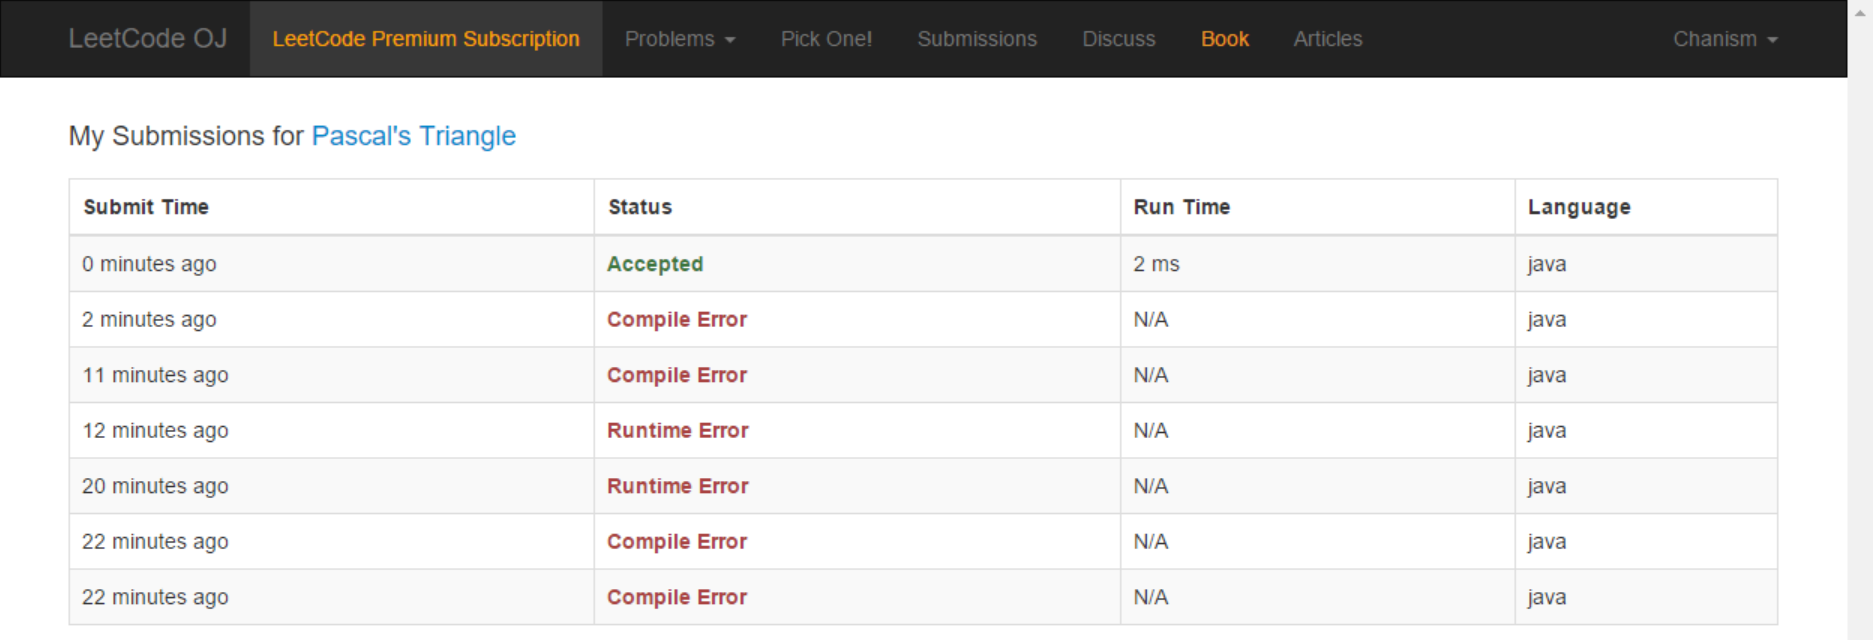 LeetCode OJ LeetCode Premium Subscription Problems Pick One! Submissions Discuss Book Articles Chanism
My Submissions for Pascal's Triangle
Submit Time Status Run Time Language
0 minutes ago Accepted 2 ms java
2 minutes ago Compile Error N/A java
11 minutes ago Compile Error N/A java
12 minutes ago Runtime Error N/A java
20 minutes ago Runtime Error N/A java
22 minutes ago Compile Error N/A java
22 minutes ago Compile Error N/A java